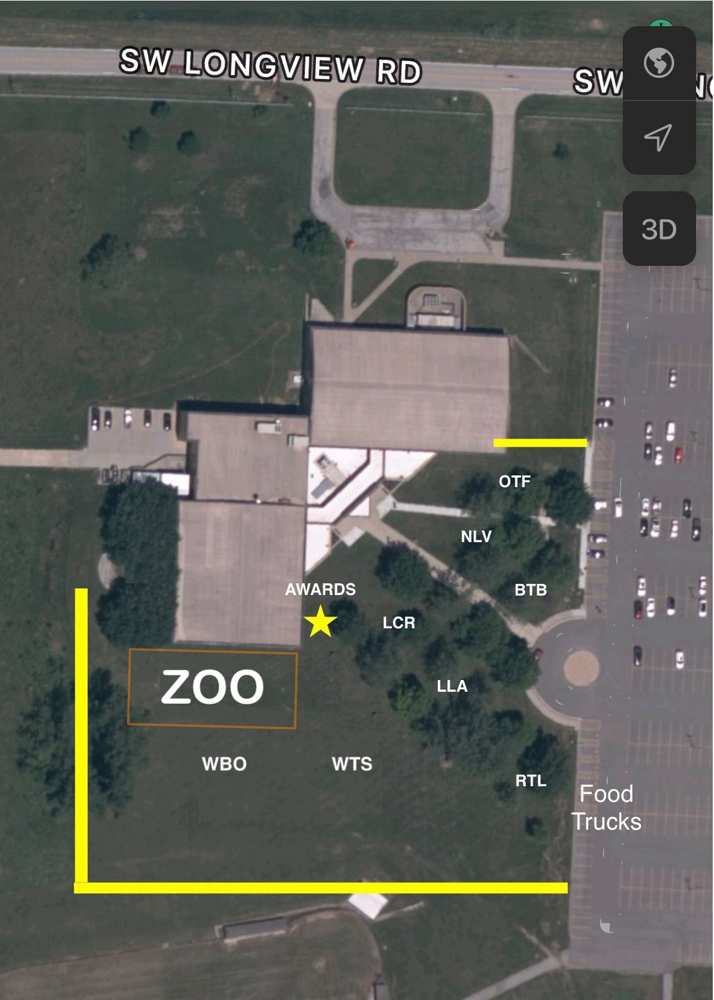 SW LONGVIEW RD
SW
3D
OTF
NLV
AWARDS
BTB
LCR
ZOO
LLA
WBO
WTS
RTL
Food
Trucks